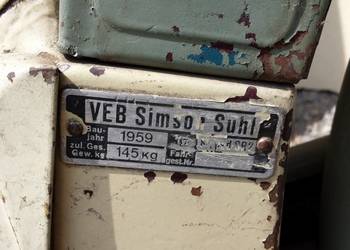 VEB Simson Suhl
Bau- jahr 1959
zul. Ges. Gew. kg 145 KG Fahr- gest. Nr.